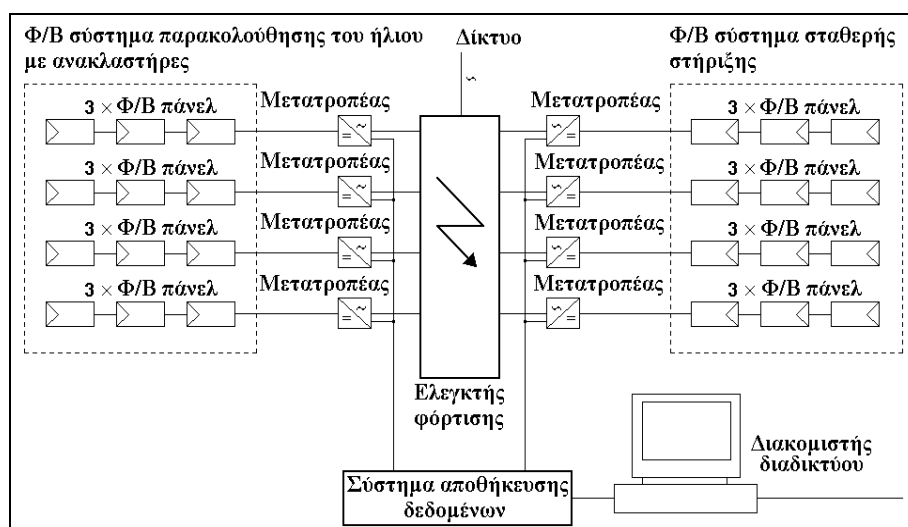 Φ/Β σύστημα παρακολούθησης του ήλιου
με ανακλαστήρες
Δίκτυο
~
Φ/Β σύστημα σταθερής
στήριξης
3 × Φ/Β πάνελ
Μετατροπέας
= ~
Μετατροπέας
~ =
3 × Φ/Β πάνελ
3 × Φ/Β πάνελ
Μετατροπέας
= ~
Μετατροπέας
~ =
3 × Φ/Β πάνελ
3 × Φ/Β πάνελ
Μετατροπέας
= ~
Μετατροπέας
~ =
3 × Φ/Β πάνελ
3 × Φ/Β πάνελ
Μετατροπέας
= ~
Μετατροπέας
~ =
3 × Φ/Β πάνελ
Ελεγκτής
φόρτισης
Σύστημα αποθήκευσης
δεδομένων
Διακομιστής
διαδικτύου